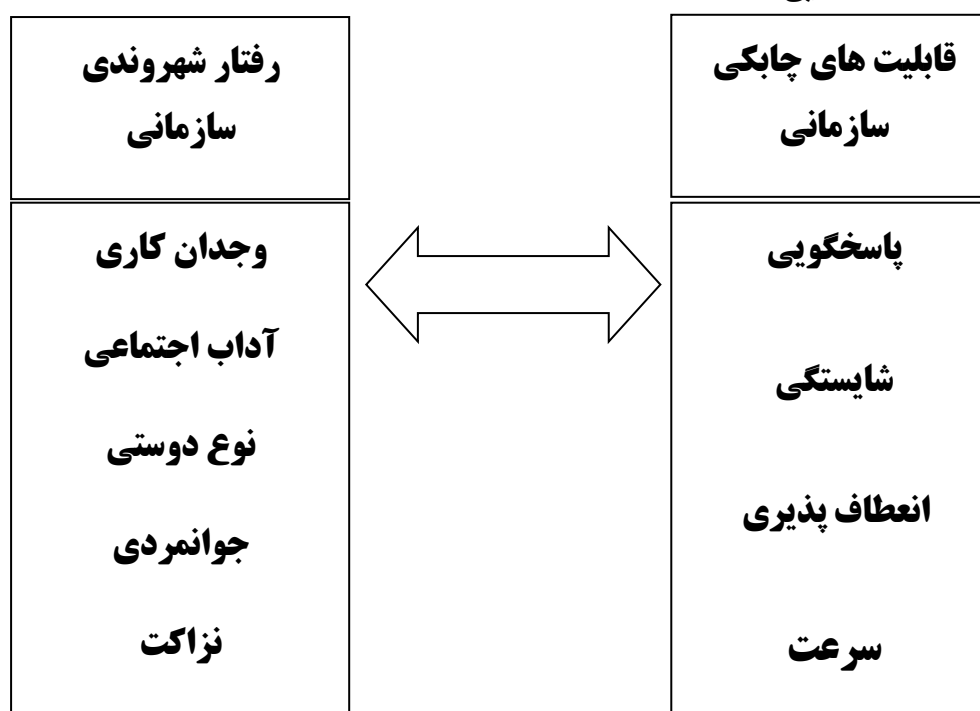 قابلیت های چابکی
سازمانی
پاسخگویی
شایستگی
انعطاف پذیری
سرعت
رفتار شهروندی
سازمانی
وجدان کاری
آداب اجتماعی
نوع دوستی
جوانمردی
نزاکت